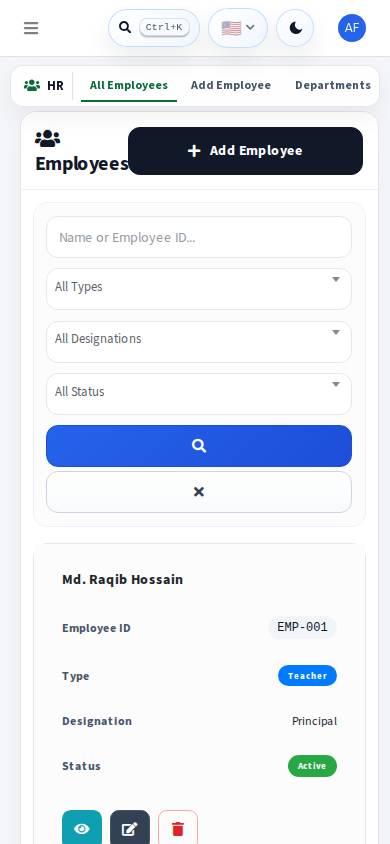 Ctrl+K
AF
HR
All Employees
Add Employee
Departments
Employees
Add Employee
Name or Employee ID...
All Types
All Designations
All Status
Md. Raqib Hossain
Employee ID
EMP-001
Type
Teacher
Designation
Principal
Status
Active